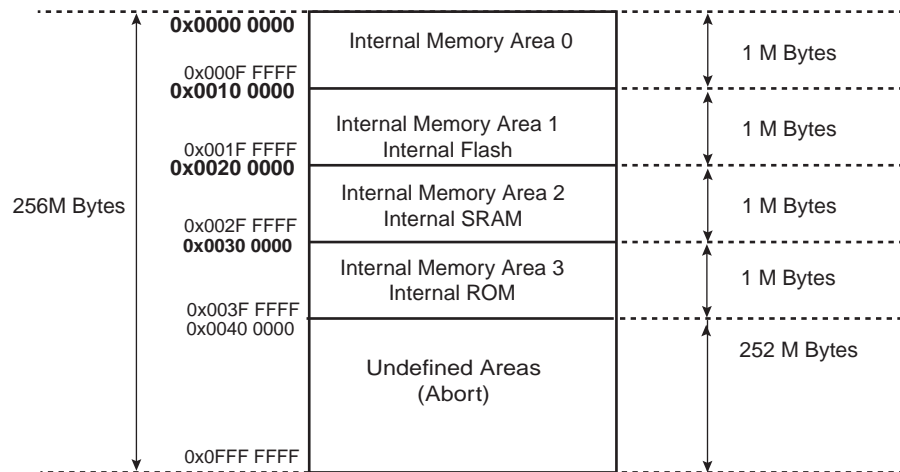 0x0000 0000
Internal Memory Area 0
1 M Bytes
0x000F FFFF
0x0010 0000
Internal Memory Area 1
Internal Flash
1 M Bytes
0x001F FFFF
0x0020 0000
256M Bytes
Internal Memory Area 2
Internal SRAM
1 M Bytes
0x002F FFFF
0x0030 0000
Internal Memory Area 3
Internal ROM
1 M Bytes
0x003F FFFF
0x0040 0000
252 M Bytes
Undefined Areas
(Abort)
0x0FFF FFFF